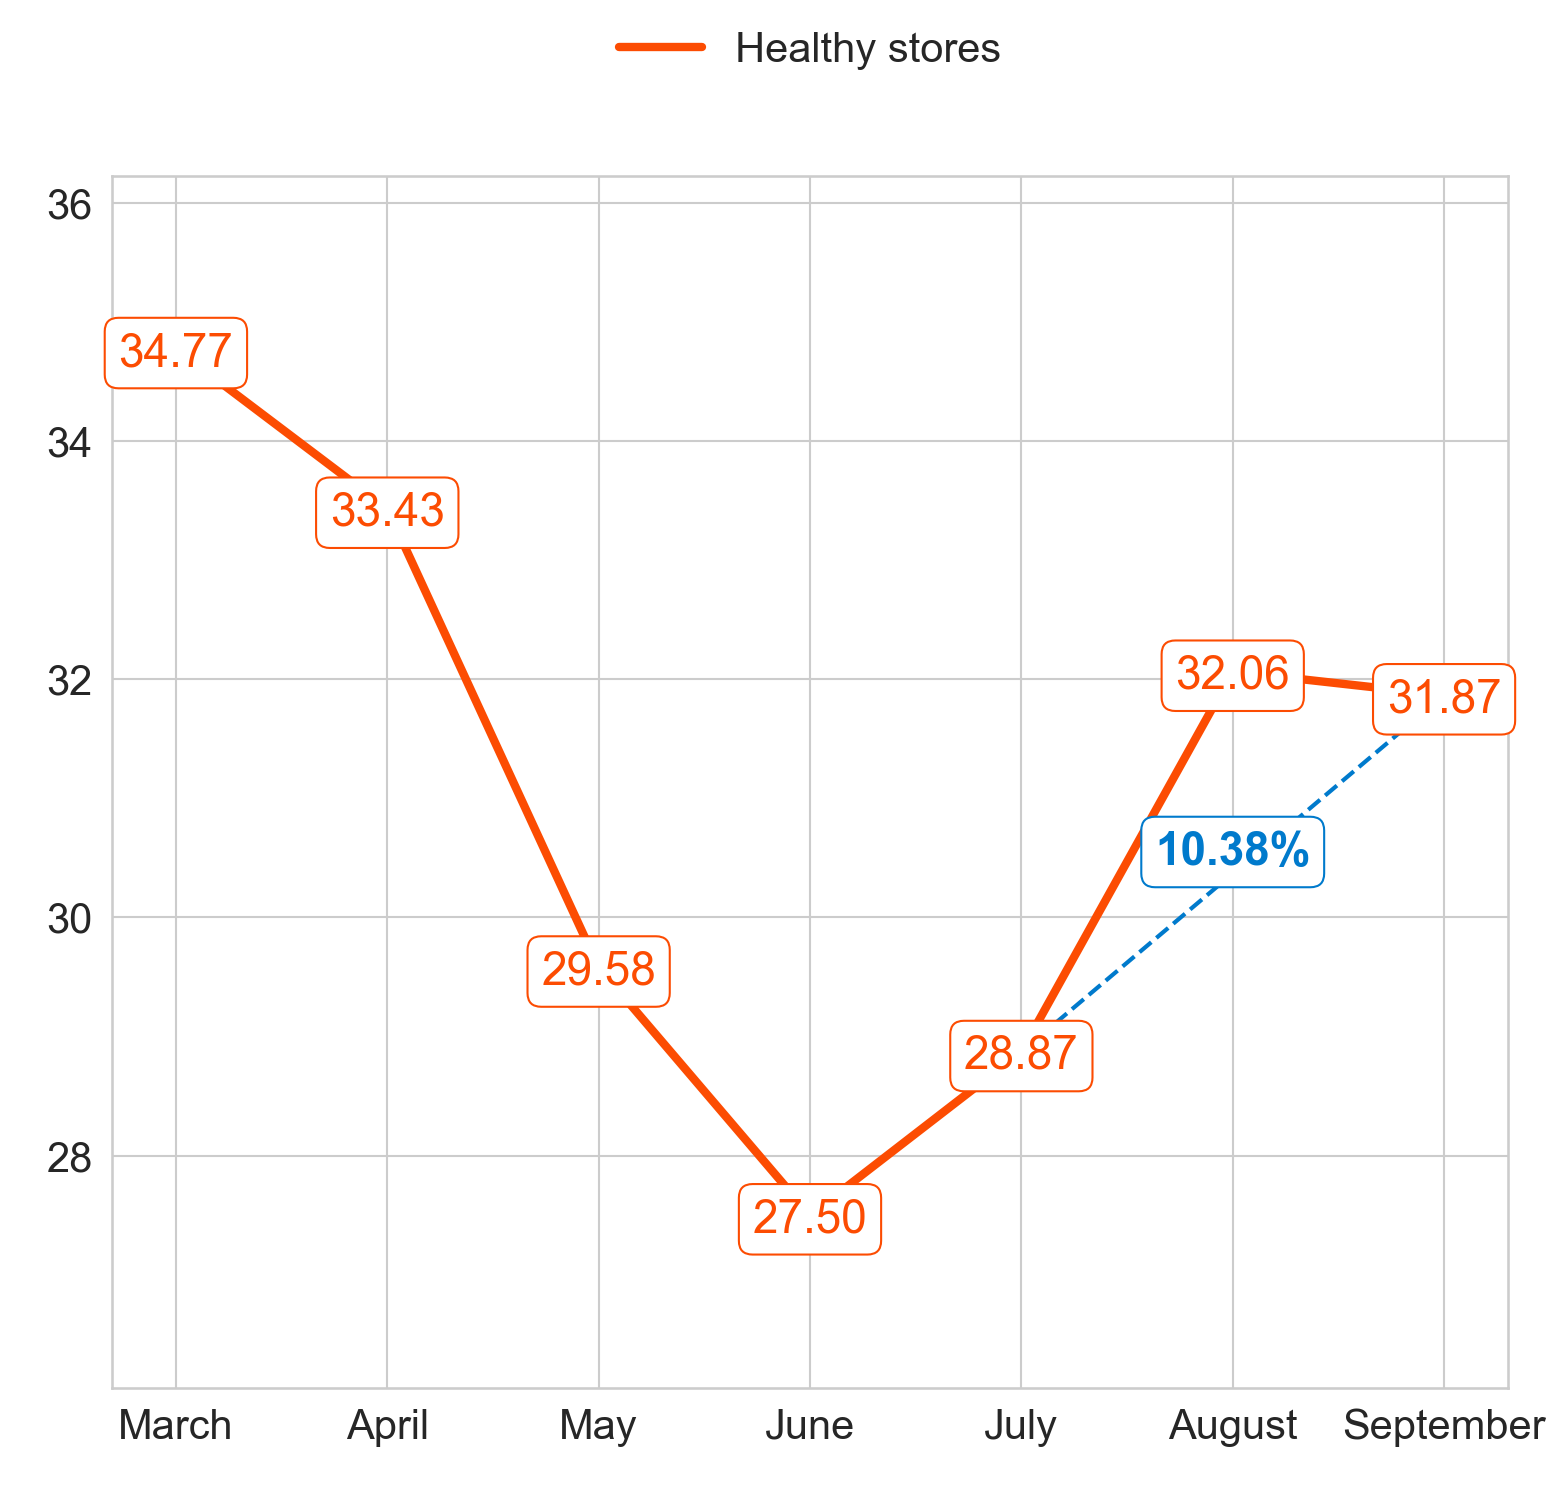 Healthy stores
36
34
32
30
28
34.77
33.43
29.58
27.50
28.87
32.06
31.87
10.38%
March
April
May
June
July
August
September